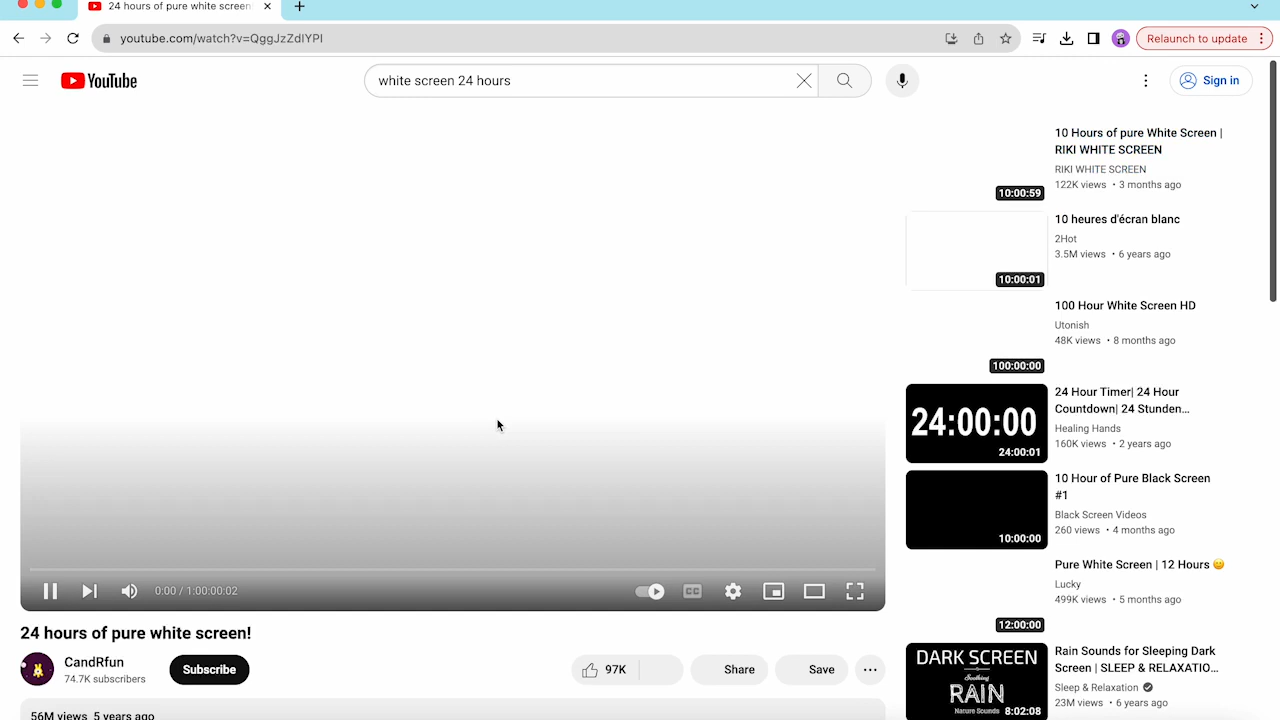 24 hours of pure white screen
youtube.com/watch?v=QggJzZdlYPI
Relaunch to update
YouTube
white screen 24 hours
Sign in
10 Hours of pure White Screen |
RIKI WHITE SCREEN
RIKI WHITE SCREEN
122K views • 3 months ago
10:00:59
10 heures d'écran blanc
2Hot
3.5M views • 6 years ago
10:00:01
100 Hour White Screen HD
Utonish
48K views • 8 months ago
100:00:00
24:00:00
24:00:01
24 Hour Timer| 24 Hour
Countdown| 24 Stunden...
Healing Hands
160K views • 2 years ago
10:00:00
10 Hour of Pure Black Screen
#1
Black Screen Videos
260 views • 4 months ago
Pure White Screen | 12 Hours
Lucky
499K views • 5 months ago
12:00:00
DARK SCREEN
Soothing
RAIN
Nature Sounds
8:02:08
Rain Sounds for Sleeping Dark
Screen | SLEEP & RELAXATIO...
Sleep & Relaxation
23M views • 6 years ago
0:00 / 1:00:00:02
CC
24 hours of pure white screen!
CandRfun
74.7K subscribers
Subscribe
97K
Share
Save
56M views 5 years ago